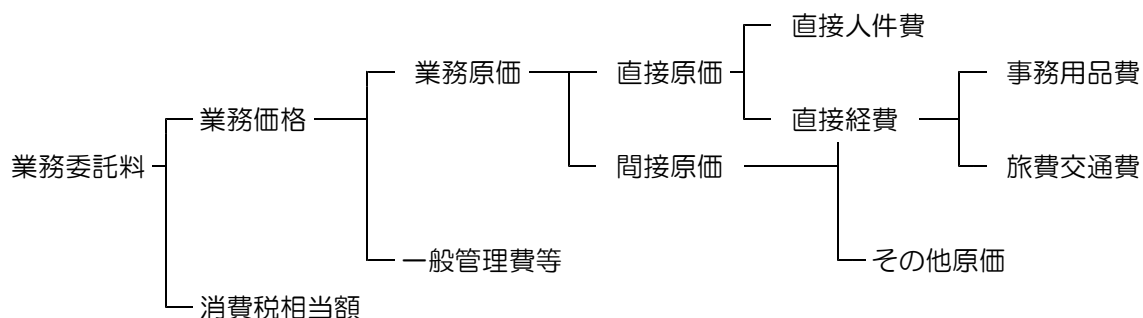 直接人件費
業務原価
直接原価
事務用品費
業務価格
直接経費
業務委託料
間接原価
旅費交通費
一般管理費等
その他原価
消費税相当額